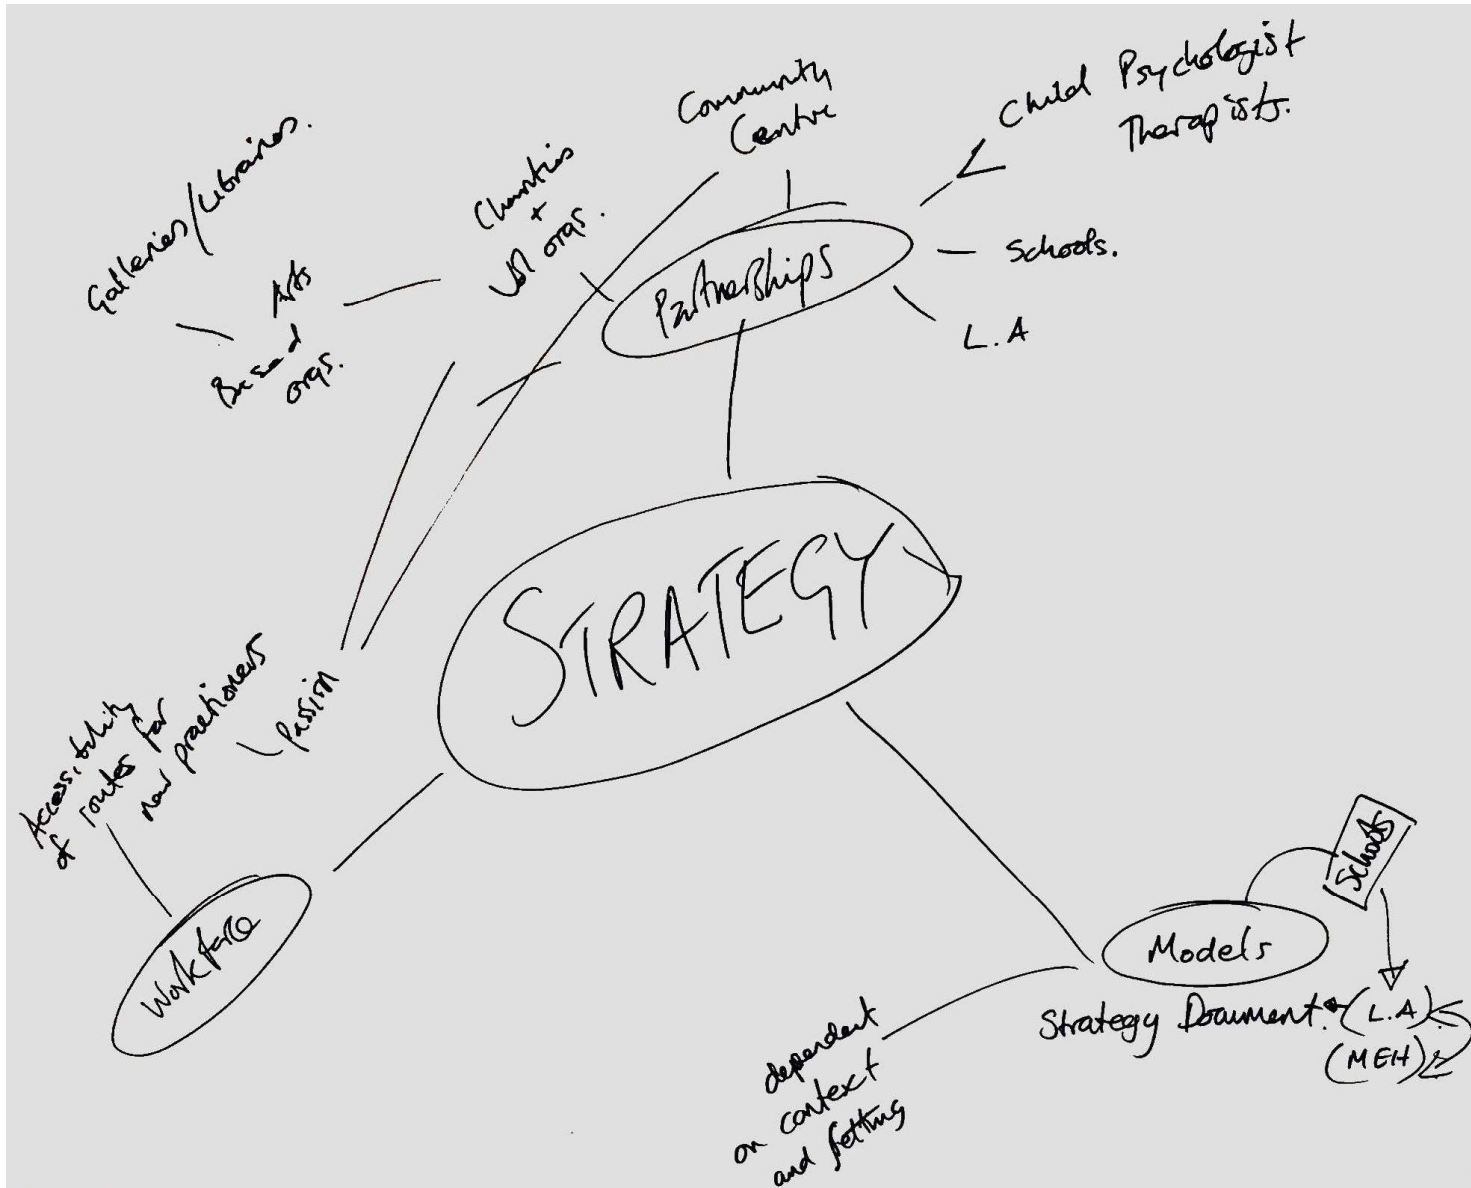 Community
Centre
Child Psychologist
Therapists.
Galleries/Libraries.
Charities
+
Vol orgs.
Arts
Based
orgs.
Partnerships
Schools.
L.A
STRATEGY
Accessibility
of routes for
new practioners
Passion
Workforce
Schools
Models
Strategy Document. (L.A)
(MEH)
dependent
on context
and setting